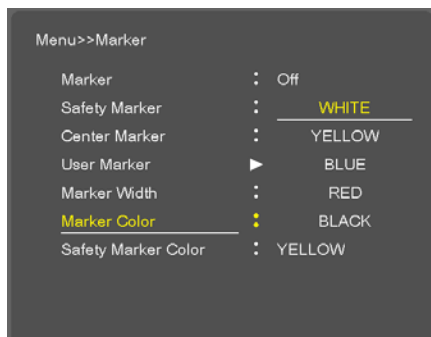 Menu>>Marker
Marker : Off
Safety Marker : WHITE
Center Marker : YELLOW
User Marker ▶ BLUE
Marker Width : RED
Marker Color : BLACK
Safety Marker Color : YELLOW